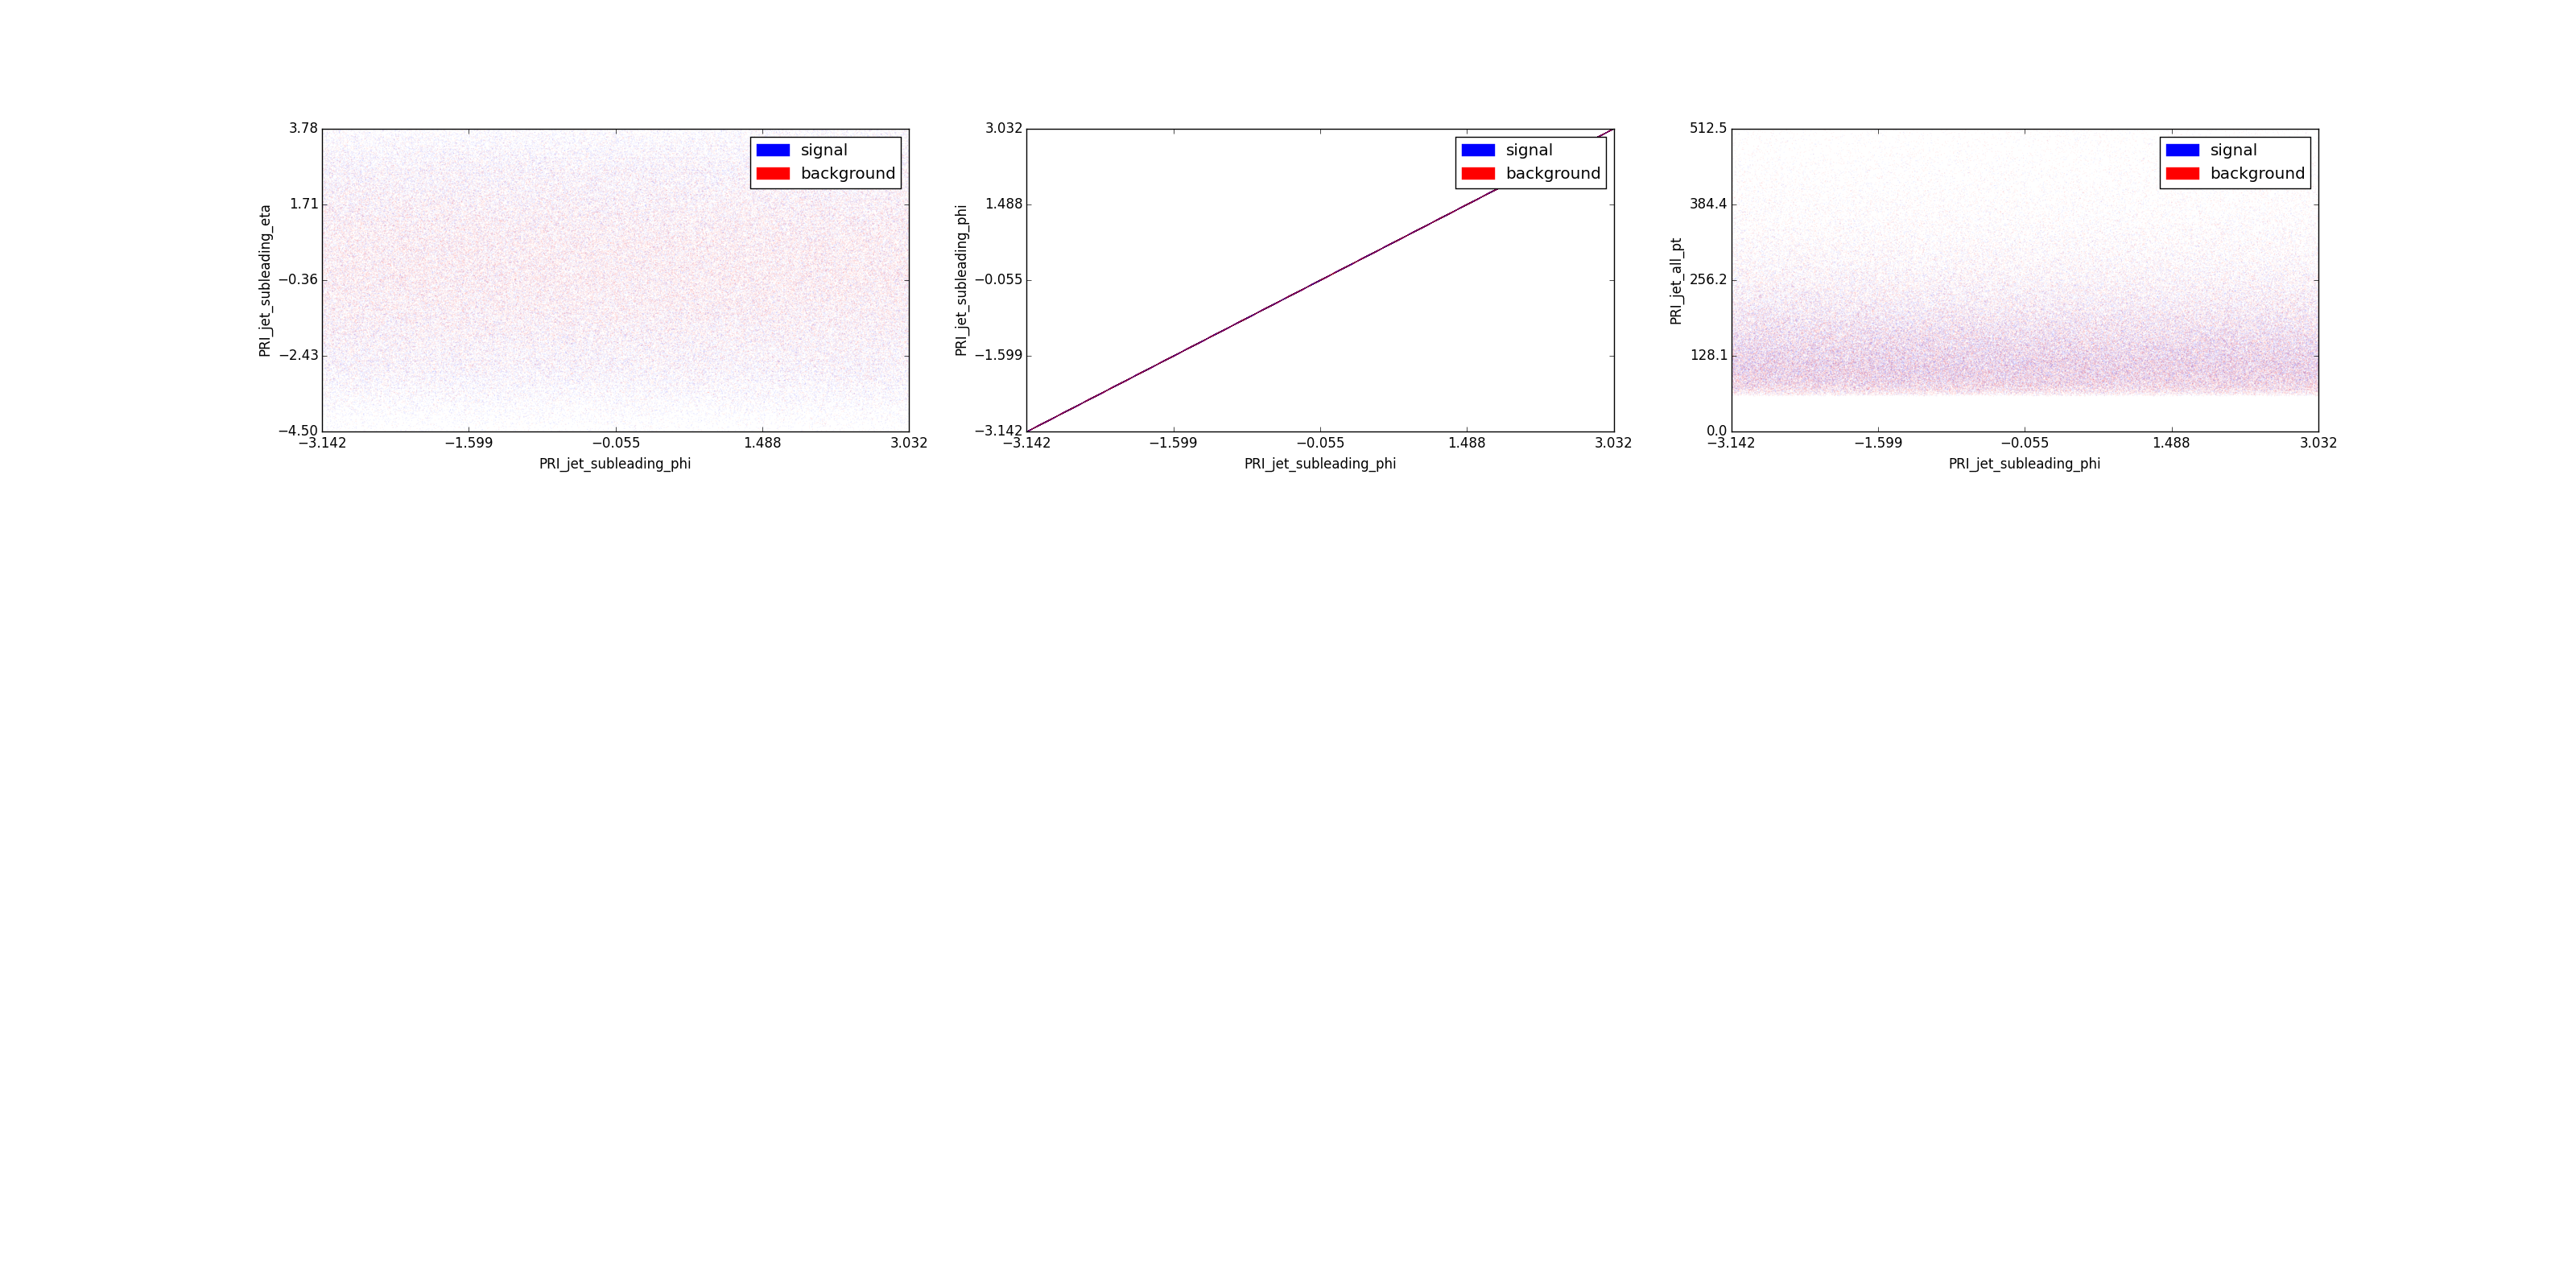 3.78
1.71
−0.36
−2.43
−4.50
PRI_jet_subleading_eta
signal
background
−3.142
−1.599
−0.055
1.488
3.032
PRI_jet_subleading_phi
3.032
1.488
−0.055
−1.599
−3.142
PRI_jet_subleading_phi
signal
background
−3.142
−1.599
−0.055
1.488
3.032
PRI_jet_subleading_phi
512.5
384.4
256.2
128.1
0.0
PRI_jet_all_pt
signal
background
−3.142
−1.599
−0.055
1.488
3.032
PRI_jet_subleading_phi